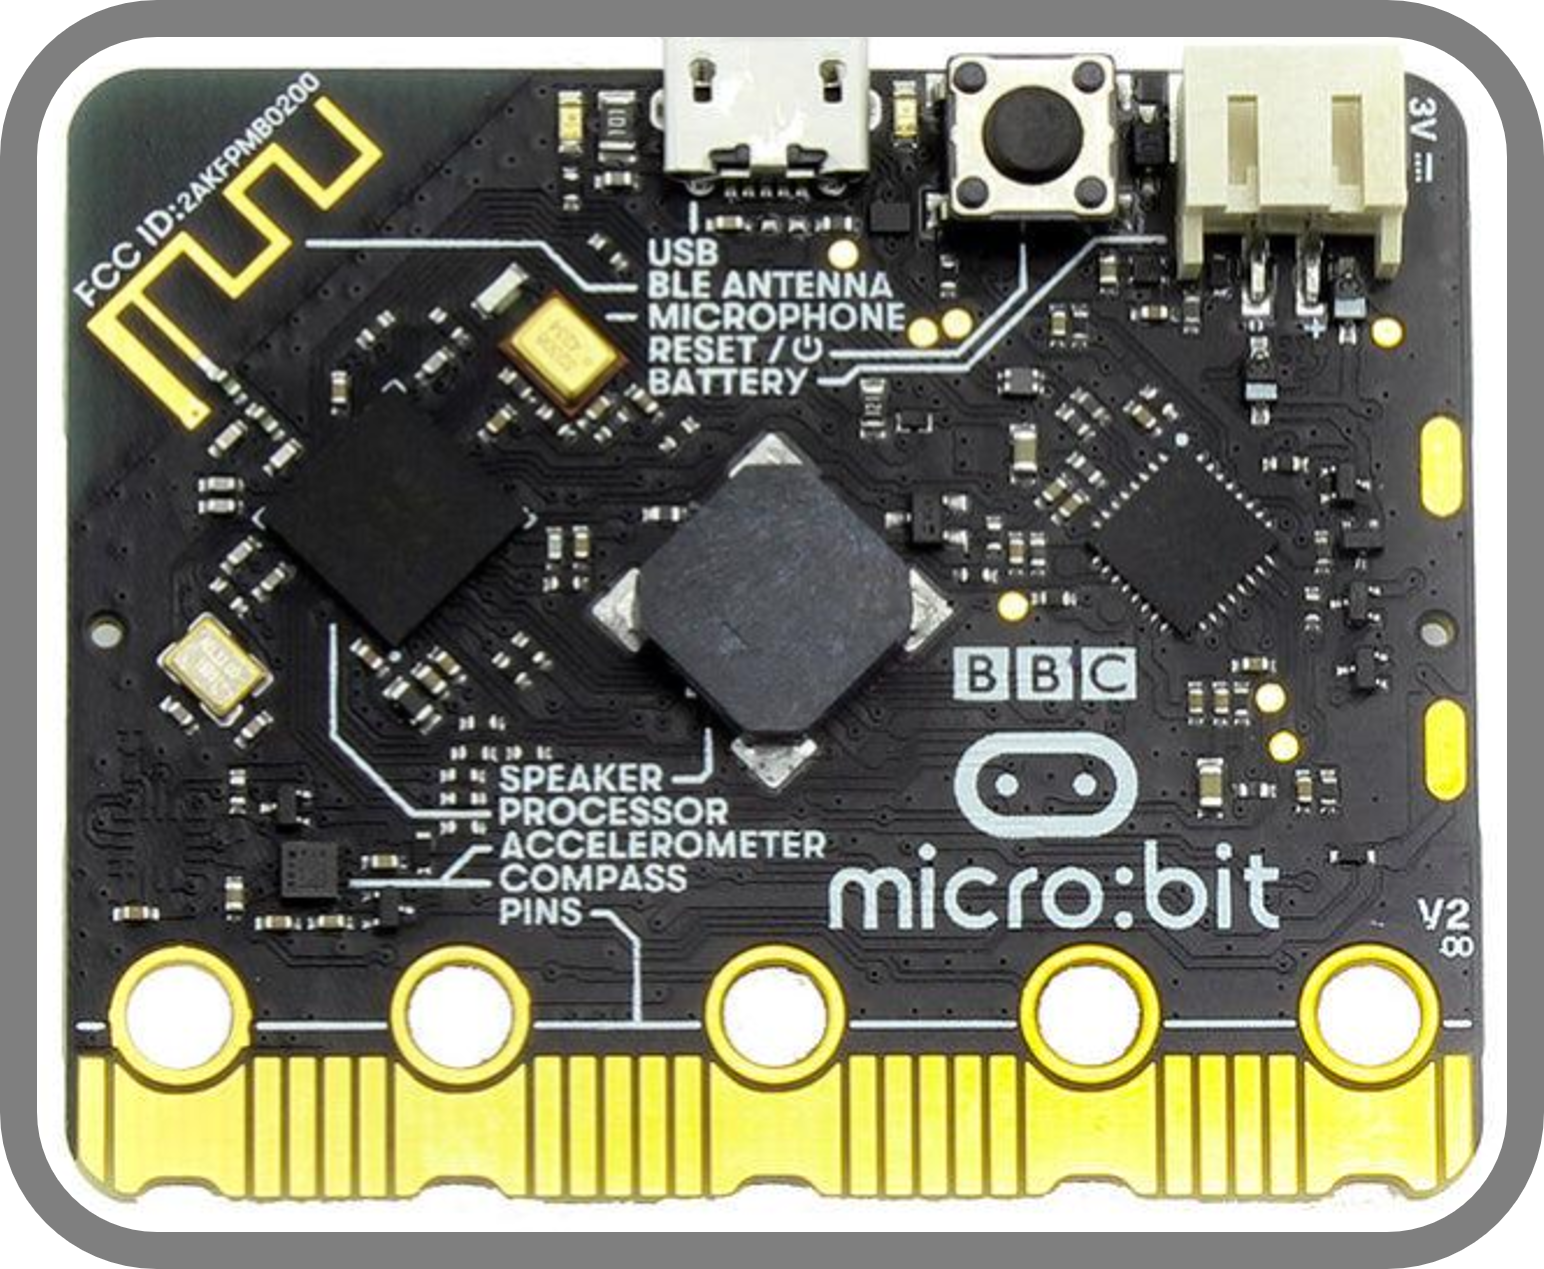 FCC ID:2AKFPMB0200
3V
USB
BLE ANTENNA
MICROPHONE
RESET /
BATTERY
- +
BBC
SPEAKER
PROCESSOR
ACCELEROMETER
COMPASS
PINS
micro:bit
V2